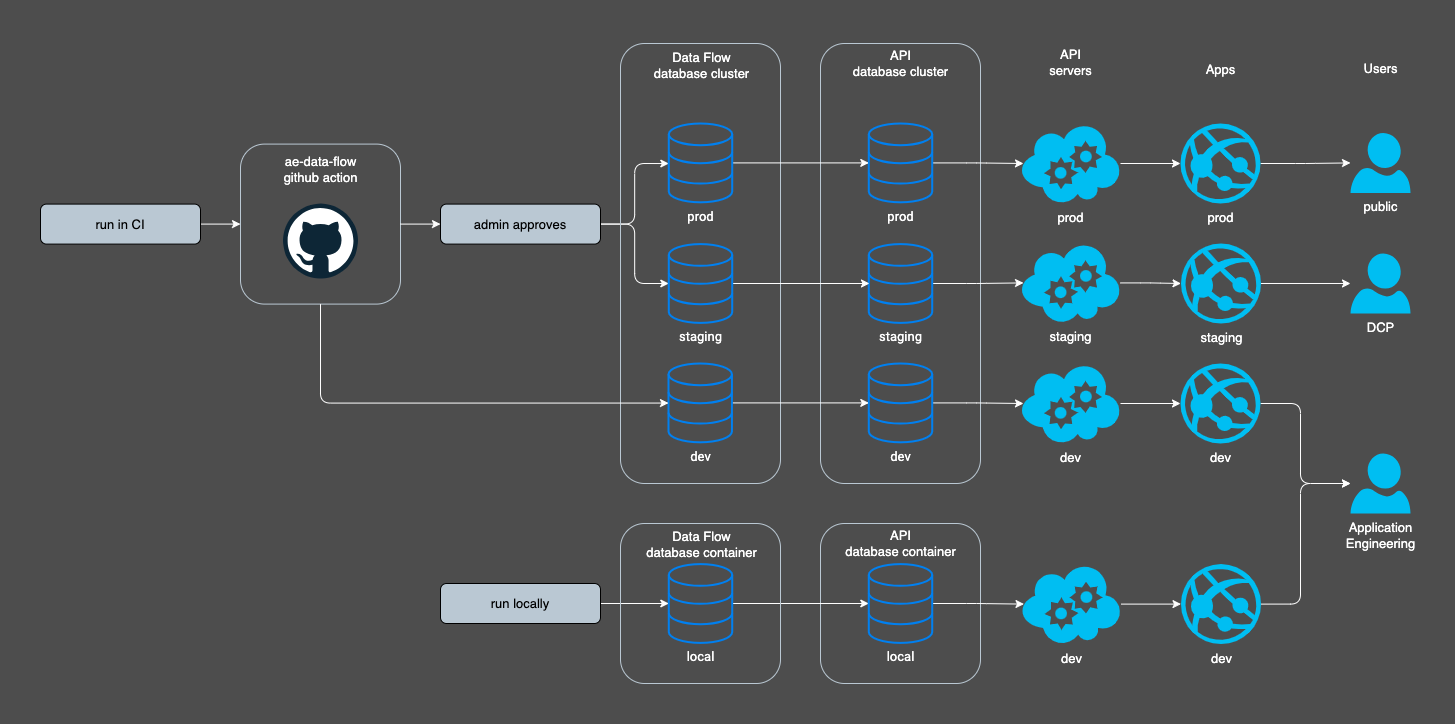 Data Flow
database cluster
API
database cluster
API
servers
Apps
Users
ae-data-flow
github action
run in CI
admin approves
prod
prod
prod
prod
public
staging
staging
staging
staging
DCP
dev
dev
dev
dev
Application
Engineering
Data Flow
database container
API
database container
run locally
local
local
dev
dev